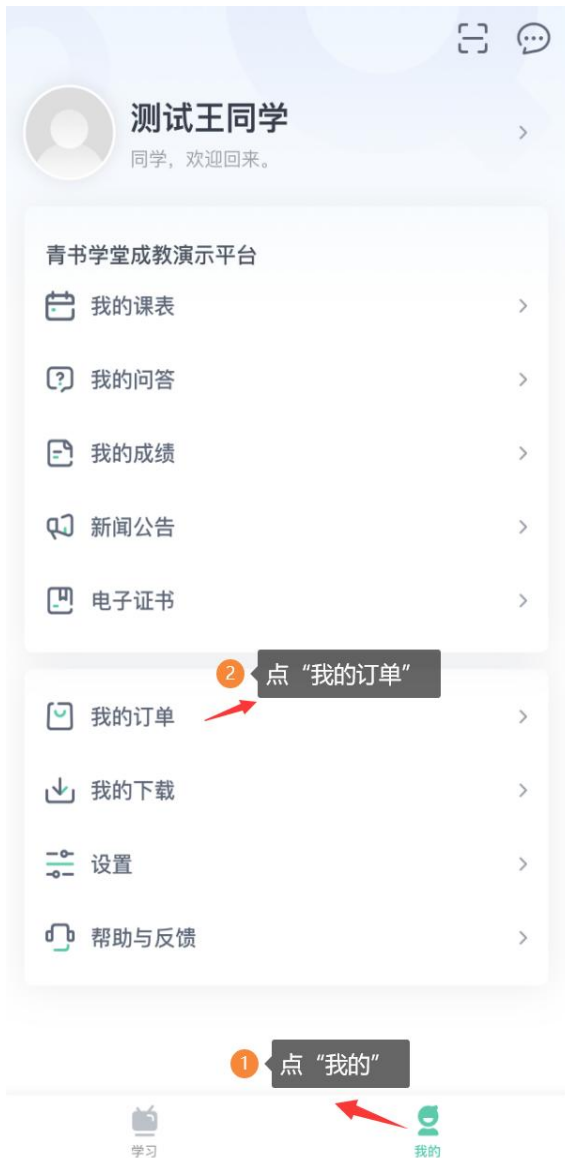 测试王同学
同学，欢迎回来。
青书学堂成教演示平台
我的课表
我的问答
我的成绩
新闻公告
电子证书
2 点“我的订单”
我的订单
我的下载
设置
帮助与反馈
1 点“我的”
学习 我的